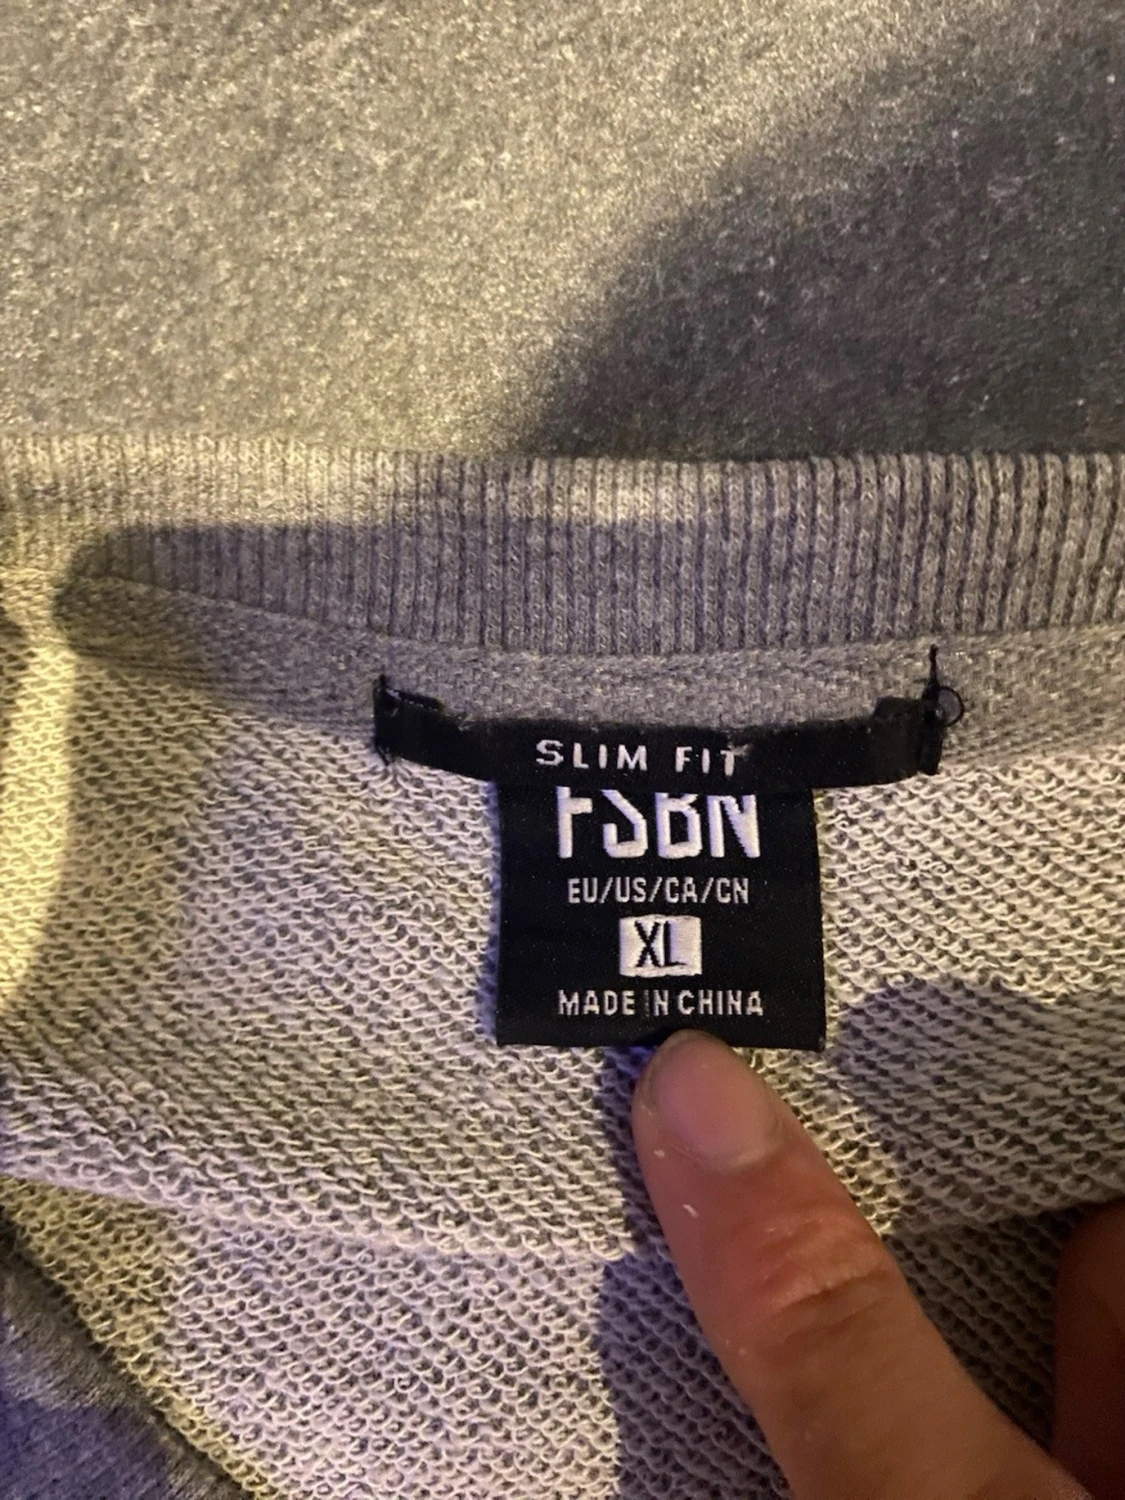 SLIM FIT
FSBN
EU/US/CA/CN
XL
MADE IN CHINA